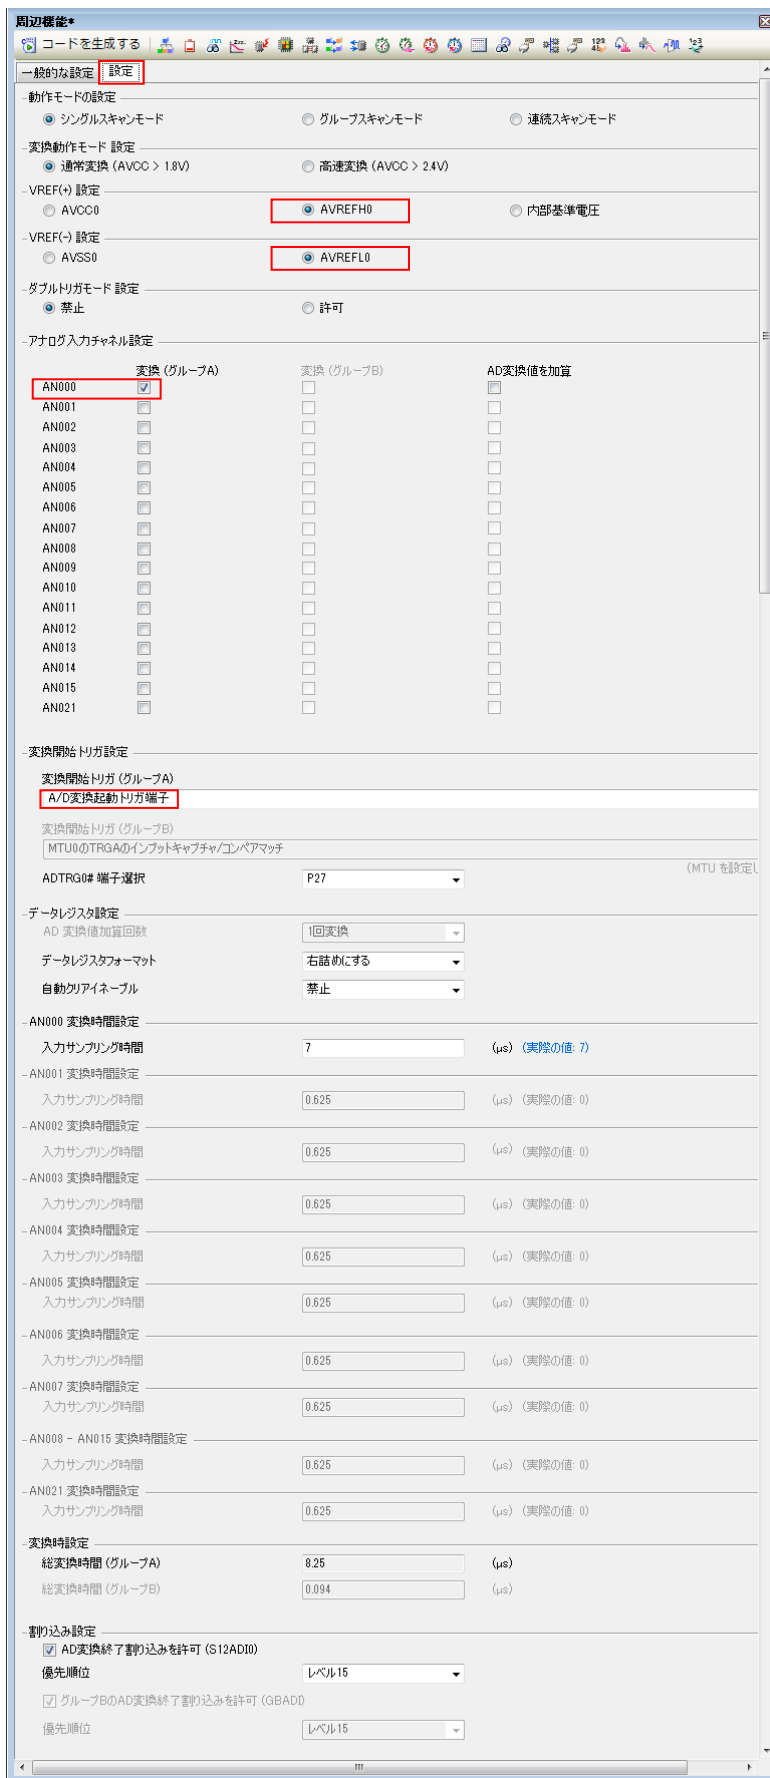 周辺機能*
コードを生成する
一般的な設定 設定
動作モードの設定
シングルスキャンモード グループスキャンモード 連続スキャンモード
変換動作モード 設定
通常変換 (AVCC > 1.8V) 高速変換 (AVCC > 2.4V)
VREF(+) 設定
AVCC0 AVREFH0 内部基準電圧
VREF(-) 設定
AVSS0 AVREFL0
ダブルトリガモード 設定
禁止 許可
アナログ入力チャネル設定
変換 (グループA) 変換 (グループB) AD変換値を加算
AN000
AN001
AN002
AN003
AN004
AN005
AN006
AN007
AN008
AN009
AN010
AN011
AN012
AN013
AN014
AN015
AN021
変換開始トリガ設定
変換開始トリガ (グループA)
A/D変換起動トリガ端子
変換開始トリガ (グループB)
MTU0のTRGAのインプットキャプチャ/コンペアマッチ
(MTU を設定し
ADTRG0# 端子選択 P27
データレジスタ設定
AD 変換値加算回数 1回変換
データレジスタフォーマット 右詰めにする
自動クリアイネーブル 禁止
AN000 変換時間設定
入力サンプリング時間 7 (μs) (実際の値: 7)
AN001 変換時間設定
入力サンプリング時間 0.625 (μs) (実際の値: 0)
AN002 変換時間設定
入力サンプリング時間 0.625 (μs) (実際の値: 0)
AN003 変換時間設定
入力サンプリング時間 0.625 (μs) (実際の値: 0)
AN004 変換時間設定
入力サンプリング時間 0.625 (μs) (実際の値: 0)
AN005 変換時間設定
入力サンプリング時間 0.625 (μs) (実際の値: 0)
AN006 変換時間設定
入力サンプリング時間 0.625 (μs) (実際の値: 0)
AN007 変換時間設定
入力サンプリング時間 0.625 (μs) (実際の値: 0)
AN008 - AN015 変換時間設定
入力サンプリング時間 0.625 (μs) (実際の値: 0)
AN021 変換時間設定
入力サンプリング時間 0.625 (μs) (実際の値: 0)
変換時設定
総変換時間 (グループA) 8.25 (μs)
総変換時間 (グループB) 0.094 (μs)
割り込み設定
AD変換終了割り込みを許可 (S12ADI0)
優先順位 レベル15
グループBのAD変換終了割り込みを許可 (GBADI)
優先順位 レベル15